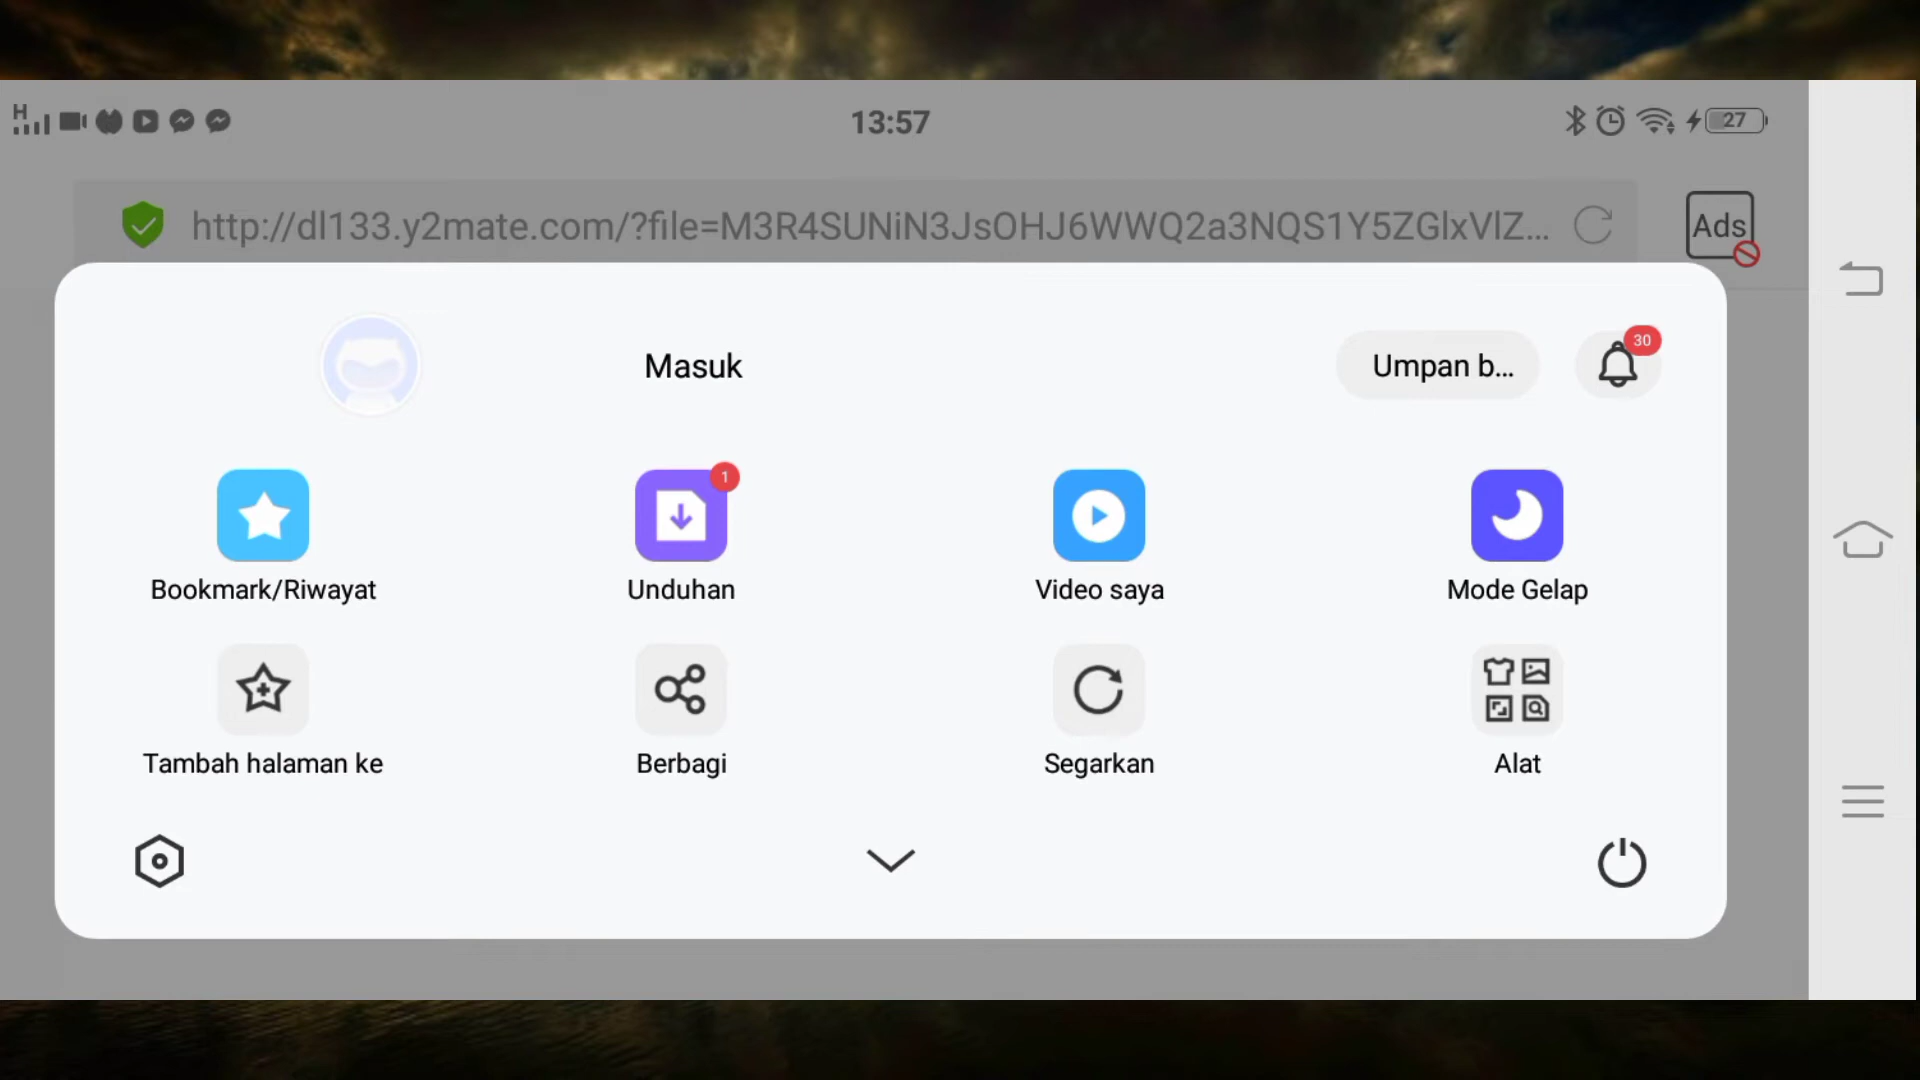 H
13:57
27
http://dl133.y2mate.com/?file=M3R4SUNiN3JsOHJ6WWQ2a3NQS1Y5ZGlxVlZ...
Ads
Masuk
Umpan b...
30
1
Bookmark/Riwayat
Unduhan
Video saya
Mode Gelap
Tambah halaman ke
Berbagi
Segarkan
Alat